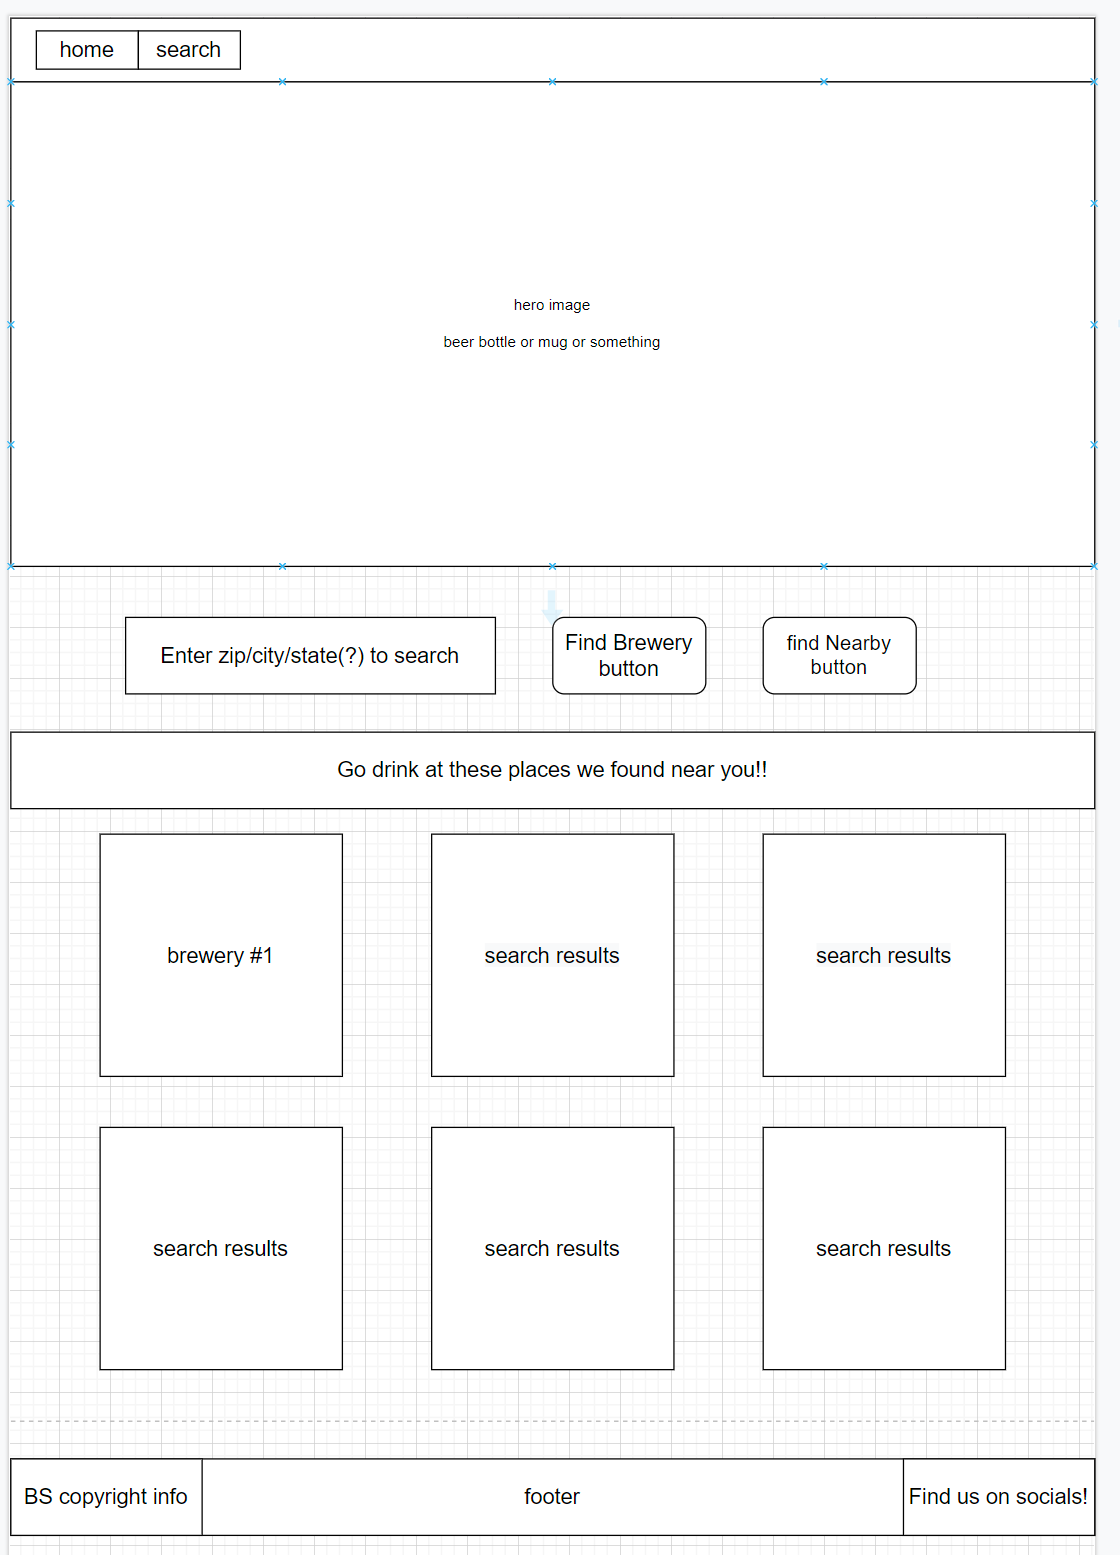 home
search
hero image
beer bottle or mug or something
Enter zip/city/state(?) to search
Find Brewery
button
find Nearby
button
Go drink at these places we found near you!!
brewery #1
search results
search results
search results
search results
search results
BS copyright info
footer
Find us on socials!